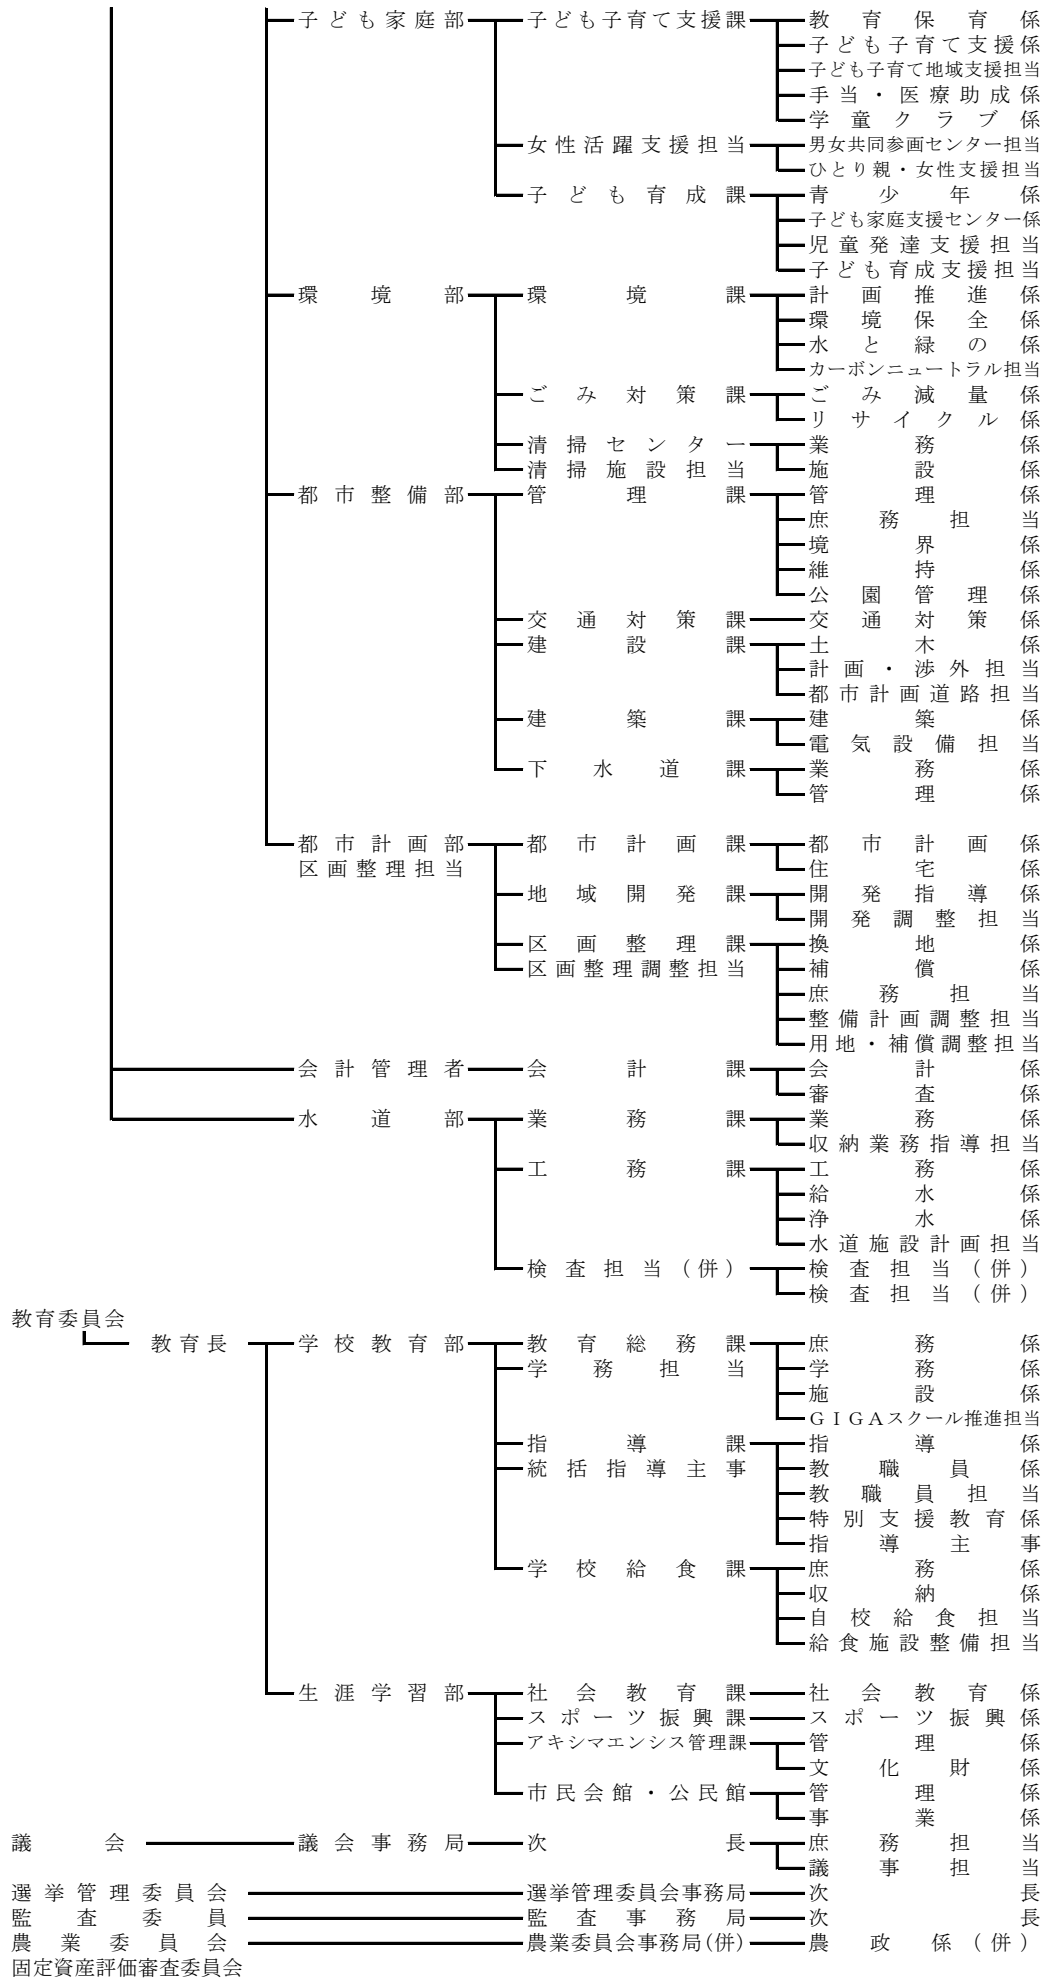 子ども家庭部 子ども子育て支援課 教育保育係
子ども子育て支援係
子ども子育て地域支援担当
手当・医療助成係
学童クラブ係
女性活躍支援担当 男女共同参画センター担当
ひとり親・女性支援担当
子ども育成課 青少年係
子ども家庭支援センター係
児童発達支援担当
子ども育成支援担当
環境部 環境課 計画推進係
環境保全係
水と緑の係
カーボンニュートラル担当
ごみ対策課 ごみ減量係
リサイクル係
清掃センター 業務係
清掃施設担当 施設係
都市整備部 管理課 管理係
庶務担当
境界係
維持係
公園管理係
交通対策課 交通対策係
建設課 土木係
計画・渉外担当
都市計画道路担当
建築課 建築係
電気設備担当
下水道課 業務係
管理係
都市計画部 都市計画課 都市計画係
区画整理担当 住宅係
地域開発課 開発指導係
開発調整担当
区画整理課 換地係
区画整理調整担当 補償係
庶務担当
整備計画調整担当
用地・補償調整担当
会計管理者 会計課 会計係
審査係
水道部 業務課 業務係
収納業務指導担当
工務課 工務係
給水係
浄水係
水道施設計画担当
検査担当(併) 検査担当(併)
検査担当(併)
教育委員会
教育長 学校教育部 教育総務課 庶務係
学務担当 学務係
施設係
GIGAスクール推進担当
指導課 指導係
統括指導主事 教職員係
教職員担当
特別支援教育係
指導主事
学校給食課 庶務係
収納係
自校給食担当
給食施設整備担当
生涯学習部 社会教育課 社会教育係
スポーツ振興課 スポーツ振興係
アキシマエンシス管理課 管理係
文化財係
市民会館・公民館 管理係
事業係
議会 議会事務局 次長 庶務担当
議事担当
選挙管理委員会 選挙管理委員会事務局 次長
監査委員 監査事務局 次長
農業委員会 農業委員会事務局(併) 農政係(併)
固定資産評価審査委員会